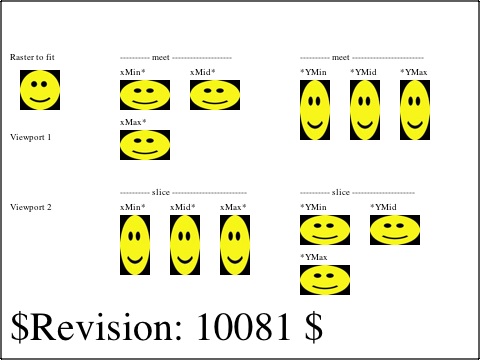 Raster to fit
---------- meet --------------------
xMin* xMid*
xMax*
---------- meet ------------------------
*YMin *YMid *YMax
Viewport 1
Viewport 2
---------- slice -------------------------
xMin* xMid* xMax*
---------- slice ---------------------
*YMin *YMid
*YMax
$Revision: 10081 $